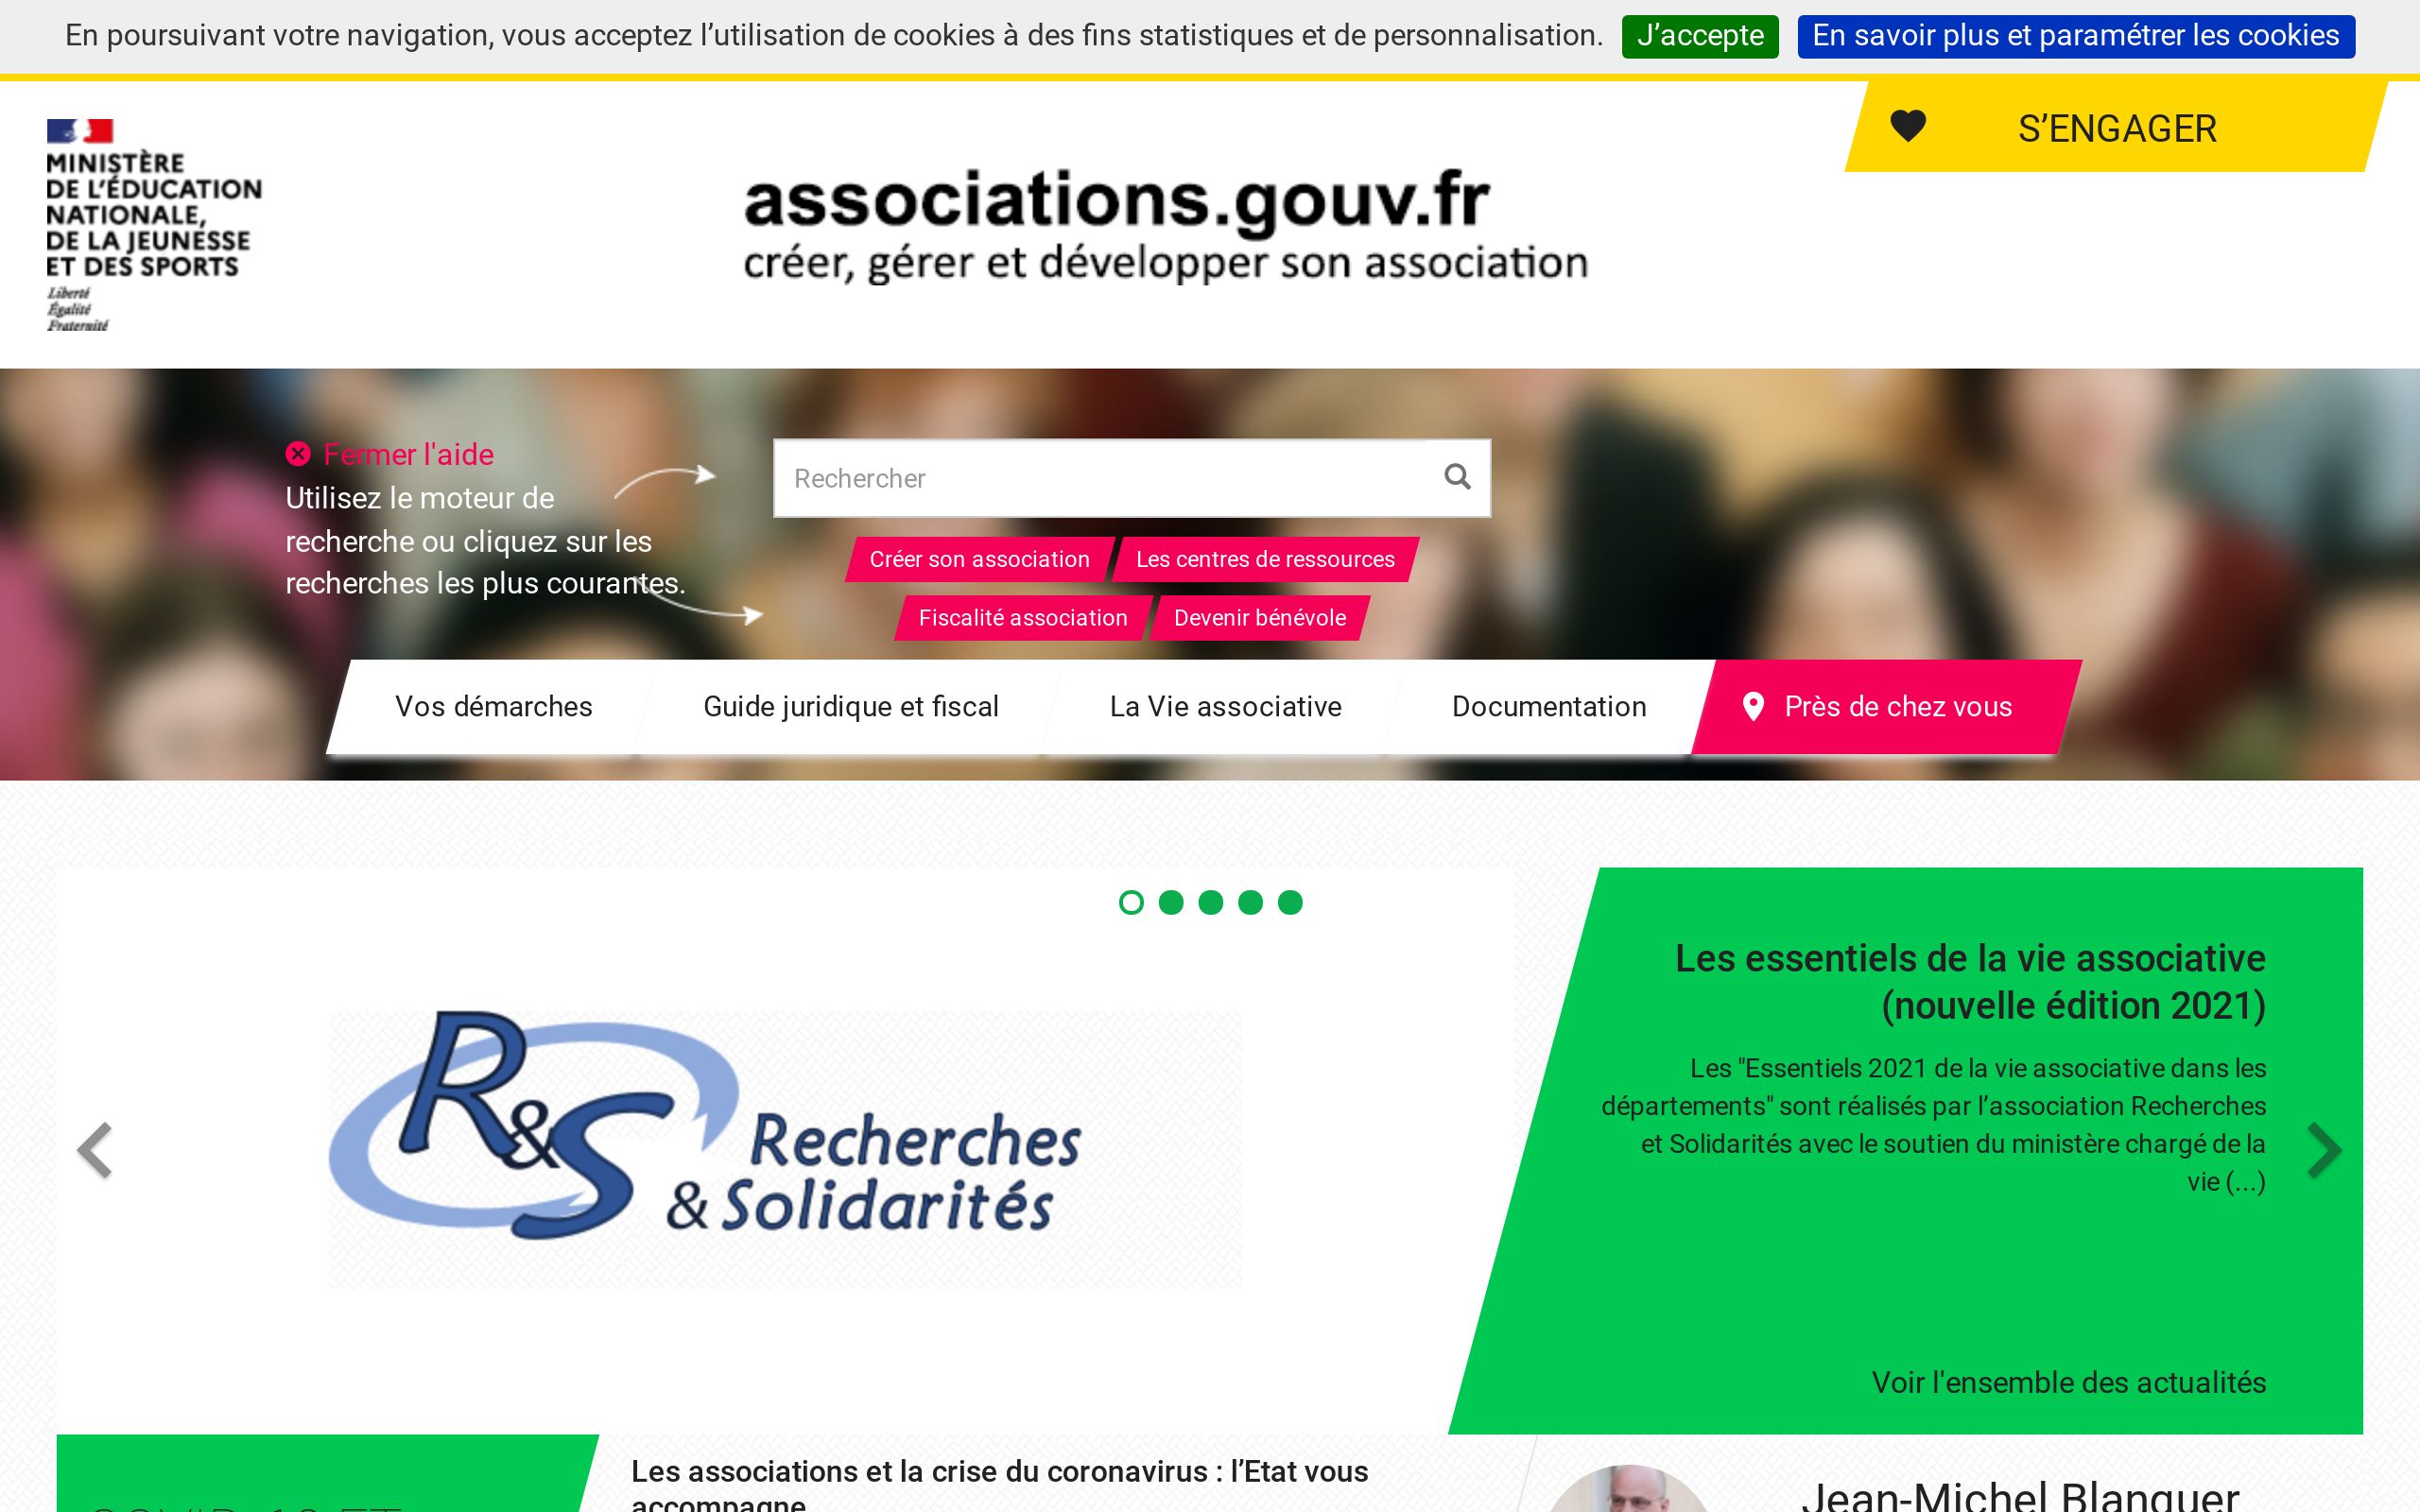 En poursuivant votre navigation, vous acceptez l’utilisation de cookies à des fins statistiques et de personnalisation. J’accepte En savoir plus et paramétrer les cookies
S’ENGAGER
MINISTÈRE
DE L’ÉDUCATION
NATIONALE,
DE LA JEUNESSE
ET DES SPORTS
Liberté
Égalité
Fraternité
associations.gouv.fr
créer, gérer et développer son association
Fermer l'aide
Utilisez le moteur de
recherche ou cliquez sur les
recherches les plus courantes.
Rechercher
Créer son association Les centres de ressources
Fiscalité association Devenir bénévole
Vos démarches Guide juridique et fiscal La Vie associative Documentation Près de chez vous
R&S Recherches
& Solidarités
Les essentiels de la vie associative
(nouvelle édition 2021)
Les "Essentiels 2021 de la vie associative dans les
départements" sont réalisés par l’association Recherches
et Solidarités avec le soutien du ministère chargé de la
vie (...)
Voir l'ensemble des actualités
COVID-19 ET
Les associations et la crise du coronavirus : l’Etat vous
accompagne
Jean-Michel Blanquer